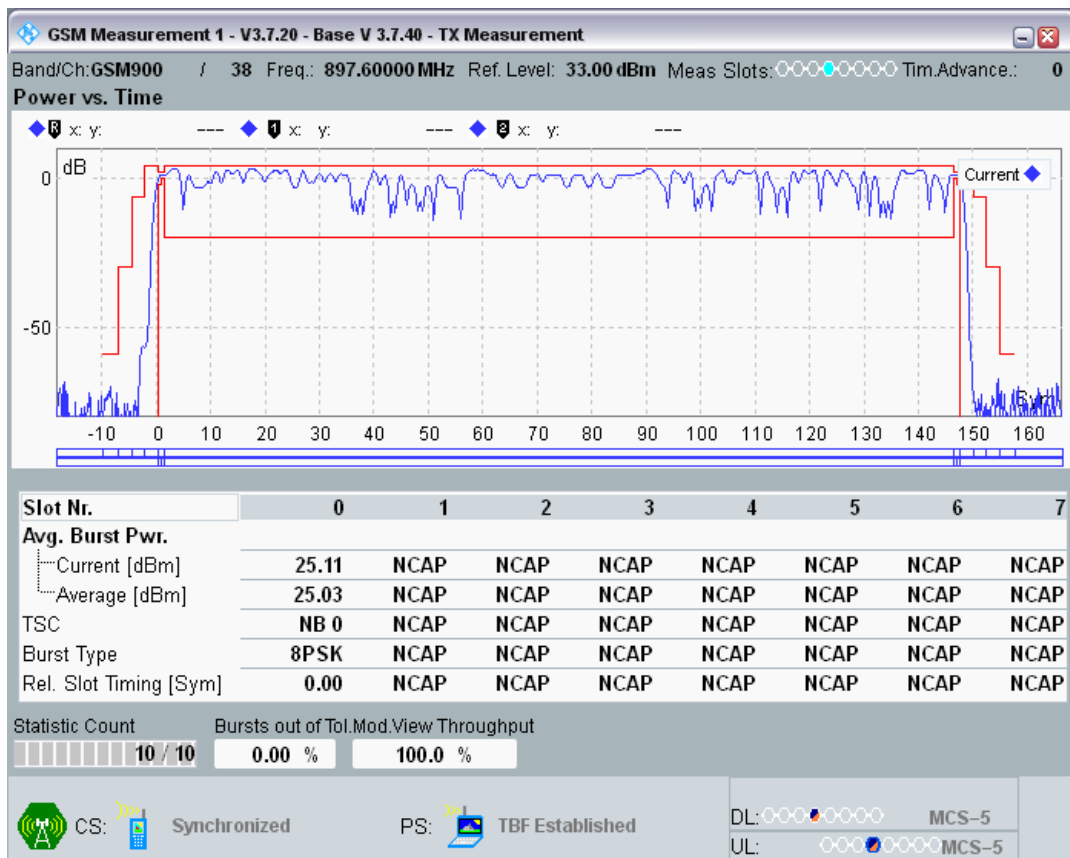 GSM Measurement 1 - V3.7.20 - Base V 3.7.40 - TX Measurement
Band/Ch:GSM900 / 38 Freq.: 897.60000 MHz Ref. Level: 33.00 dBm Meas Slots: Tim.Advance.: 0
Power vs. Time
R x: y: --- 1 x: y: --- 2 x: y: ---
dB
Current
0
-50
Sym
-10 0 10 20 30 40 50 60 70 80 90 100 110 120 130 140 150 160
Slot Nr. 0 1 2 3 4 5 6 7
Avg. Burst Pwr.
Current [dBm] 25.11 NCAP NCAP NCAP NCAP NCAP NCAP NCAP
Average [dBm] 25.03 NCAP NCAP NCAP NCAP NCAP NCAP NCAP
TSC NB 0 NCAP NCAP NCAP NCAP NCAP NCAP NCAP
Burst Type 8PSK NCAP NCAP NCAP NCAP NCAP NCAP NCAP
Rel. Slot Timing [Sym] 0.00 NCAP NCAP NCAP NCAP NCAP NCAP NCAP
Statistic Count Bursts out of Tol.Mod.View Throughput
10 / 10 0.00 % 100.0 %
CS: Synchronized PS: TBF Established
DL: MCS-5
UL: MCS-5